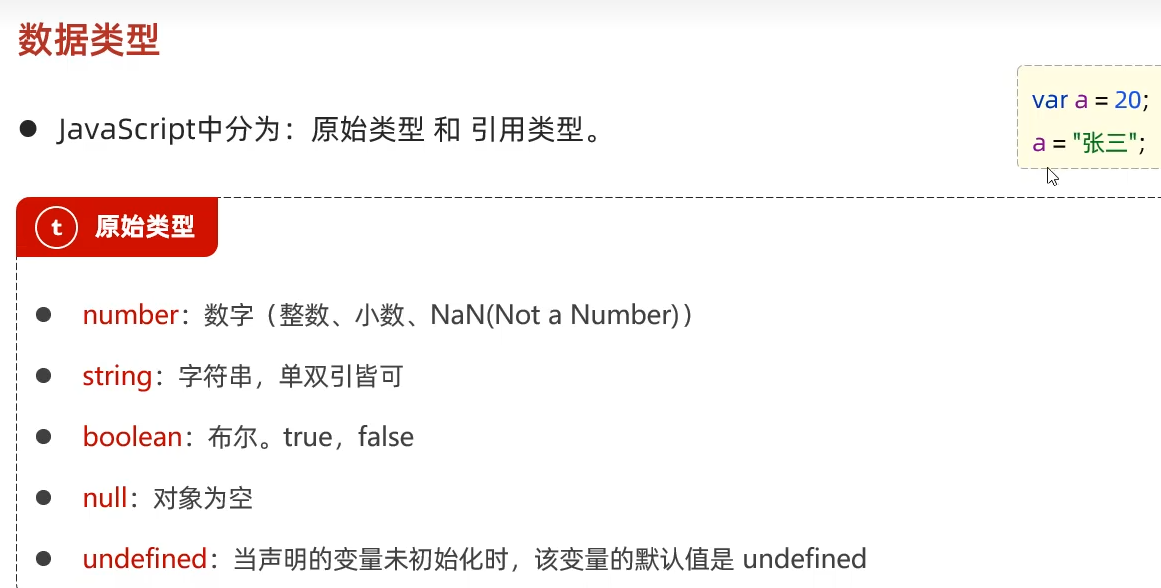 数据类型
var a = 20;
a = "张三";
● JavaScript中分为：原始类型 和 引用类型。
t 原始类型
● number：数字（整数、小数、NaN(Not a Number)）
● string：字符串，单双引皆可
● boolean：布尔。true，false
● null：对象为空
● undefined：当声明的变量未初始化时，该变量的默认值是 undefined